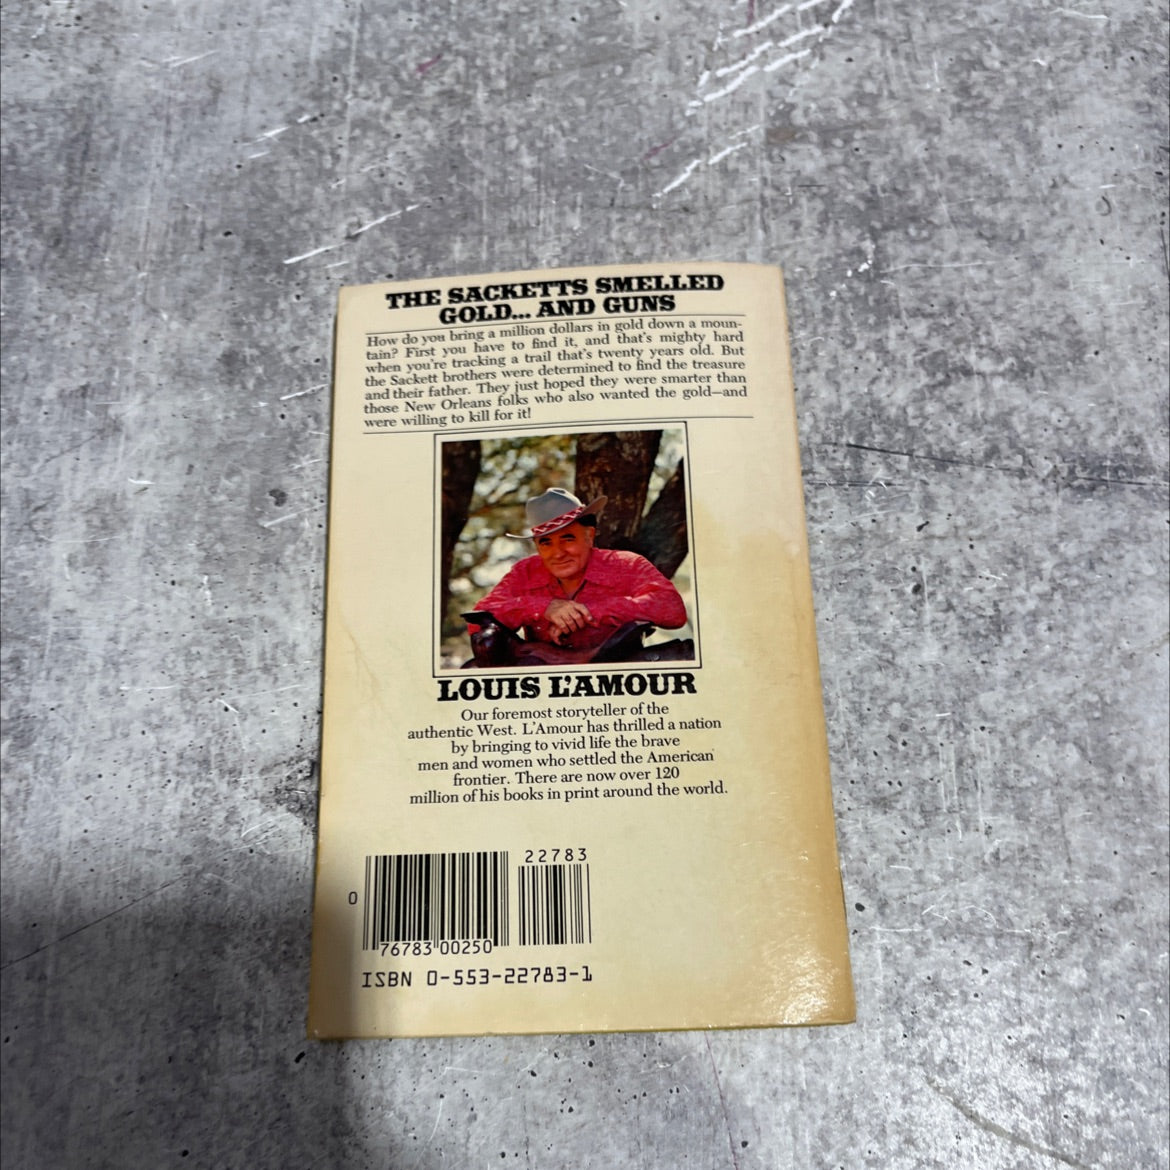 THE SACKETTS SMELLED
GOLD... AND GUNS
How do you bring a million dollars in gold down a moun-
tain? First you have to find it, and that's mighty hard
when you're tracking a trail that's twenty years old. But
the Sackett brothers were determined to find the treasure
and their father. They just hoped they were smarter than
those New Orleans folks who also wanted the gold—and
were willing to kill for it!
LOUIS L'AMOUR
Our foremost storyteller of the
authentic West. L'Amour has thrilled a nation
by bringing to vivid life the brave
men and women who settled the American
frontier. There are now over 120
million of his books in print around the world.
22783
0
76783 00250
ISBN 0-553-22783-1